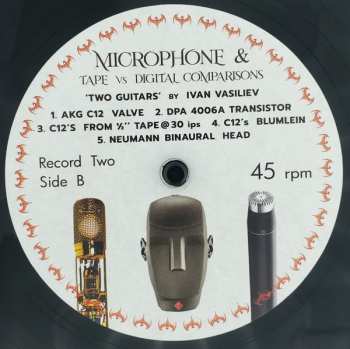 MICROPHONE &
TAPE vs DIGITAL COMPARISONS
'TWO GUITARS' BY IVAN VASILIEV
1. AKG C12 VALVE 2. DPA 4006A TRANSISTOR
3. C12'S FROM ½" TAPE @ 30 ips 4. C12's BLUMLEIN
5. NEUMANN BINAURAL HEAD
Record Two
Side B
45 rpm